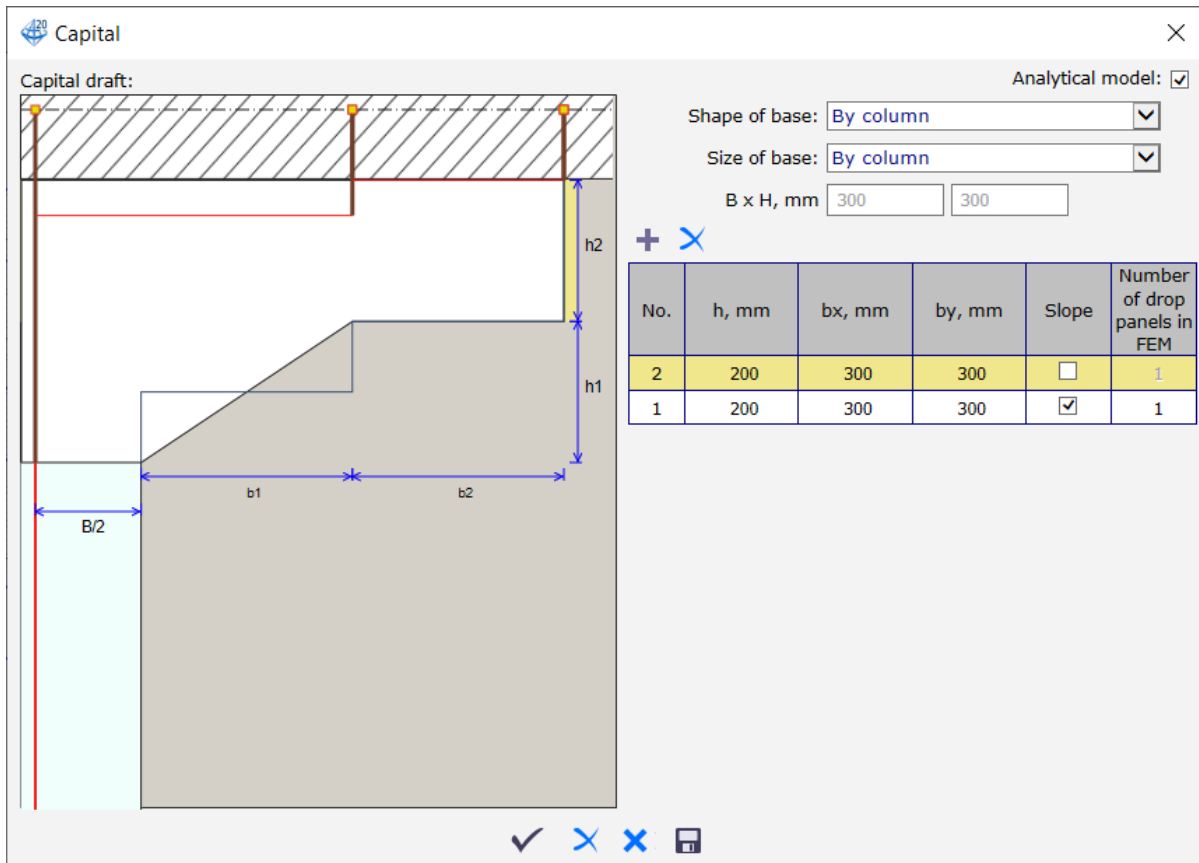 20
Capital
Capital draft:
Analytical model:
Shape of base: By column
Size of base: By column
B x H, mm 300 300
No. h, mm bx, mm by, mm Slope Number of drop panels in FEM
2 200 300 300 1
1 200 300 300 1
h2
h1
b1 b2
B/2